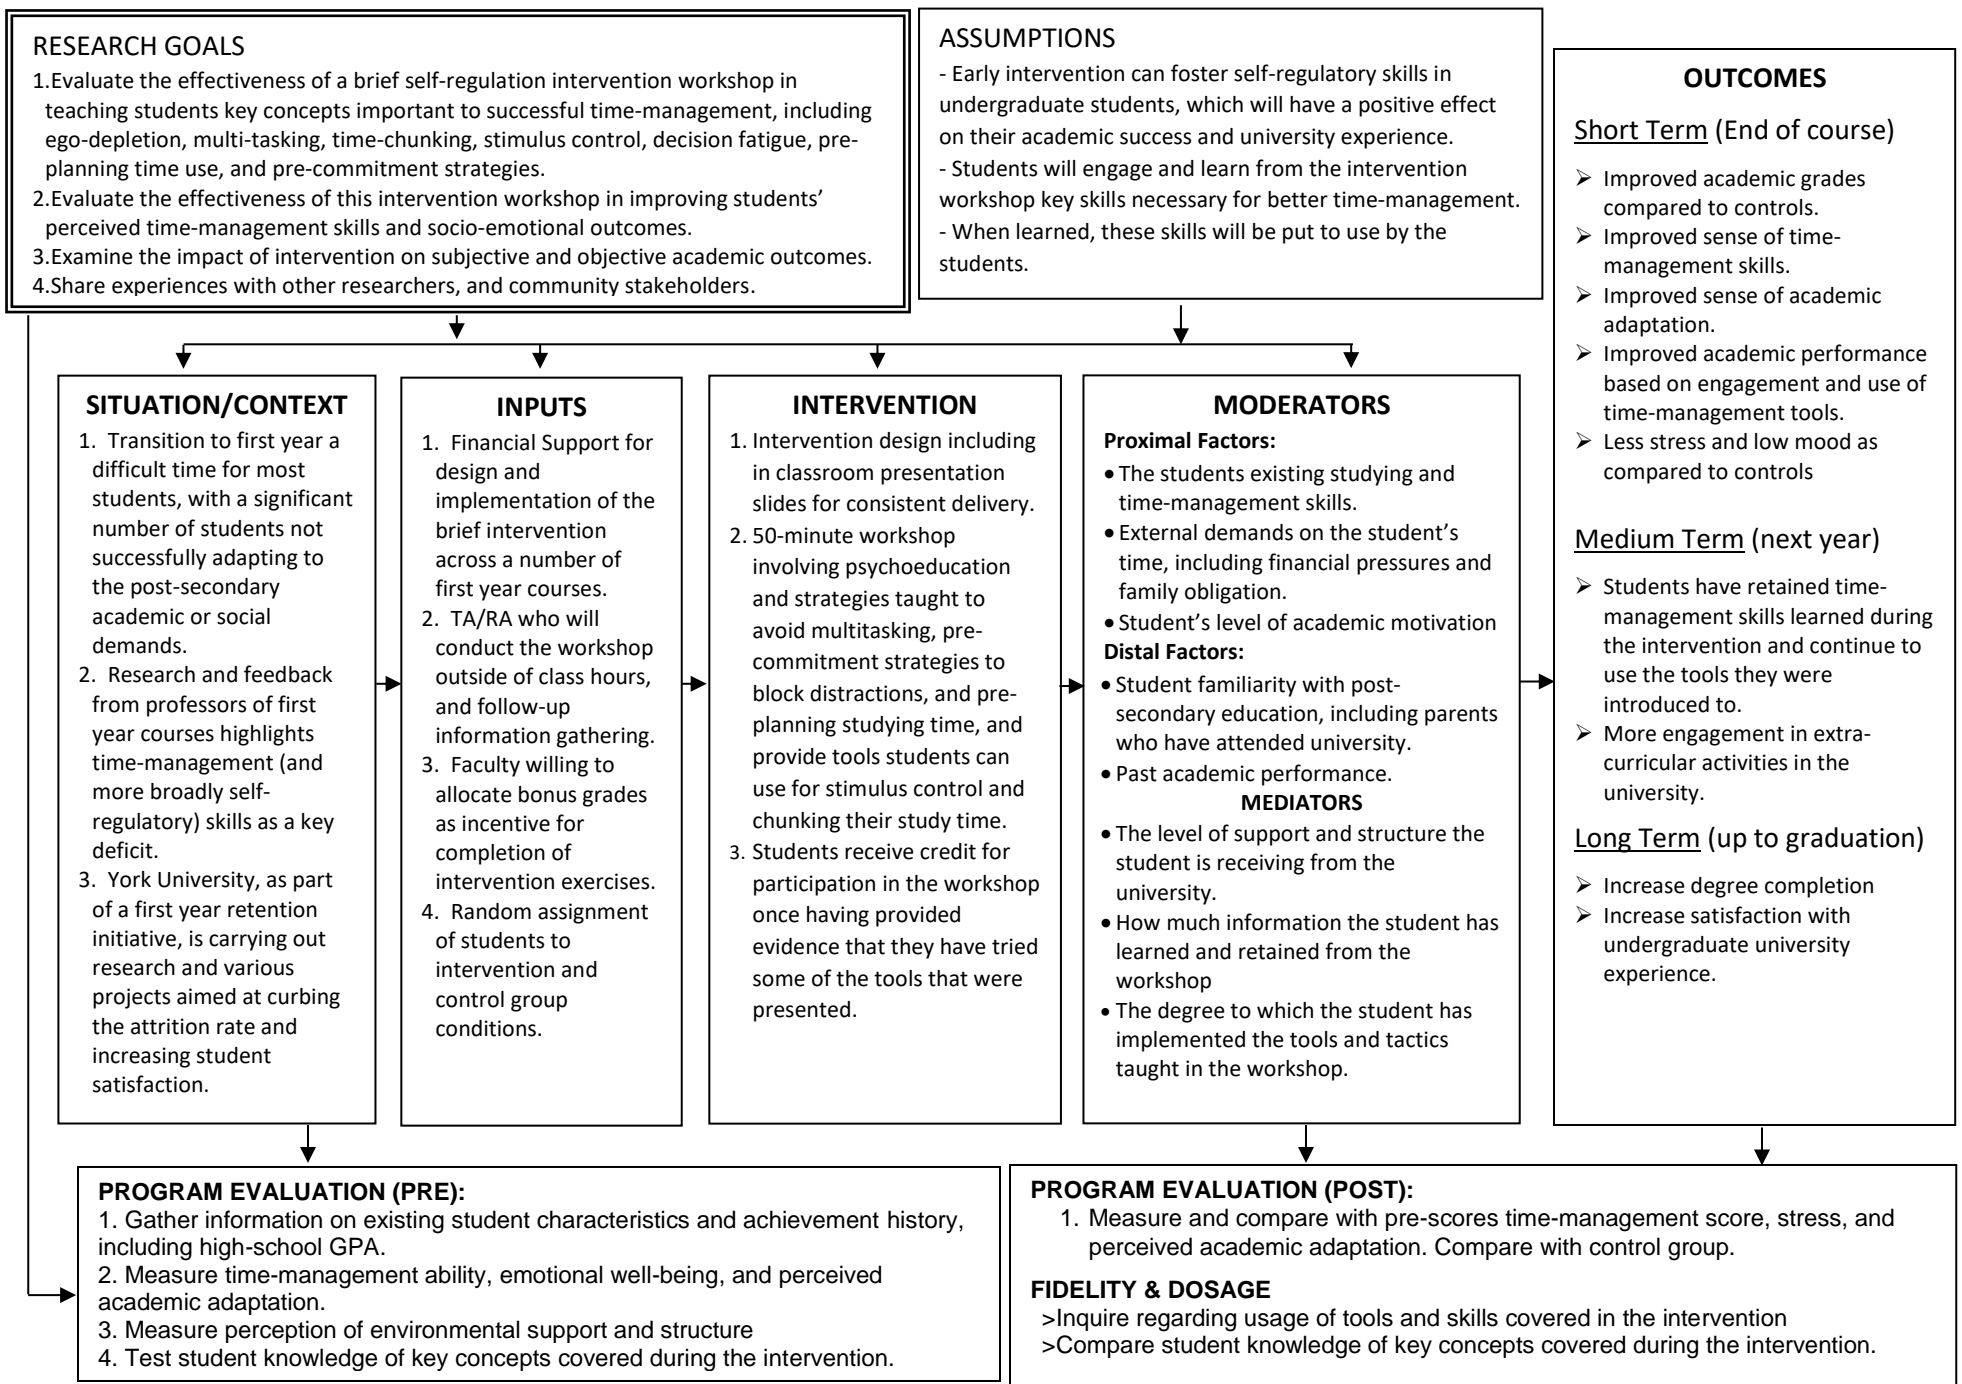 RESEARCH GOALS
1.Evaluate the effectiveness of a brief self-regulation intervention workshop in
teaching students key concepts important to successful time-management, including
ego-depletion, multi-tasking, time-chunking, stimulus control, decision fatigue, pre-
planning time use, and pre-commitment strategies.
2.Evaluate the effectiveness of this intervention workshop in improving students’
perceived time-management skills and socio-emotional outcomes.
3.Examine the impact of intervention on subjective and objective academic outcomes.
4.Share experiences with other researchers, and community stakeholders.
ASSUMPTIONS
- Early intervention can foster self-regulatory skills in
undergraduate students, which will have a positive effect
on their academic success and university experience.
- Students will engage and learn from the intervention
workshop key skills necessary for better time-management.
- When learned, these skills will be put to use by the
students.
SITUATION/CONTEXT
1. Transition to first year a
difficult time for most
students, with a significant
number of students not
successfully adapting to
the post-secondary
academic or social
demands.
2. Research and feedback
from professors of first
year courses highlights
time-management (and
more broadly self-
regulatory) skills as a key
deficit.
3. York University, as part
of a first year retention
initiative, is carrying out
research and various
projects aimed at curbing
the attrition rate and
increasing student
satisfaction.
INPUTS
1. Financial Support for
design and
implementation of the
brief intervention
across a number of
first year courses.
2. TA/RA who will
conduct the workshop
outside of class hours,
and follow-up
information gathering.
3. Faculty willing to
allocate bonus grades
as incentive for
completion of
intervention exercises.
4. Random assignment
of students to
intervention and
control group
conditions.
INTERVENTION
1. Intervention design including
in classroom presentation
slides for consistent delivery.
2. 50-minute workshop
involving psychoeducation
and strategies taught to
avoid multitasking, pre-
commitment strategies to
block distractions, and pre-
planning studying time, and
provide tools students can
use for stimulus control and
chunking their study time.
3. Students receive credit for
participation in the workshop
once having provided
evidence that they have tried
some of the tools that were
presented.
MODERATORS
Proximal Factors:
• The students existing studying and
time-management skills.
• External demands on the student’s
time, including financial pressures and
family obligation.
• Student’s level of academic motivation
Distal Factors:
• Student familiarity with post-
secondary education, including parents
who have attended university.
• Past academic performance.
MEDIATORS
• The level of support and structure the
student is receiving from the
university.
• How much information the student has
learned and retained from the
workshop
• The degree to which the student has
implemented the tools and tactics
taught in the workshop.
OUTCOMES
Short Term (End of course)
➢ Improved academic grades
compared to controls.
➢ Improved sense of time-
management skills.
➢ Improved sense of academic
adaptation.
➢ Improved academic performance
based on engagement and use of
time-management tools.
➢ Less stress and low mood as
compared to controls
Medium Term (next year)
➢ Students have retained time-
management skills learned during
the intervention and continue to
use the tools they were
introduced to.
➢ More engagement in extra-
curricular activities in the
university.
Long Term (up to graduation)
➢ Increase degree completion
➢ Increase satisfaction with
undergraduate university
experience.
PROGRAM EVALUATION (PRE):
1. Gather information on existing student characteristics and achievement history,
including high-school GPA.
2. Measure time-management ability, emotional well-being, and perceived
academic adaptation.
3. Measure perception of environmental support and structure
4. Test student knowledge of key concepts covered during the intervention.
PROGRAM EVALUATION (POST):
1. Measure and compare with pre-scores time-management score, stress, and
perceived academic adaptation. Compare with control group.
FIDELITY & DOSAGE
>Inquire regarding usage of tools and skills covered in the intervention
>Compare student knowledge of key concepts covered during the intervention.